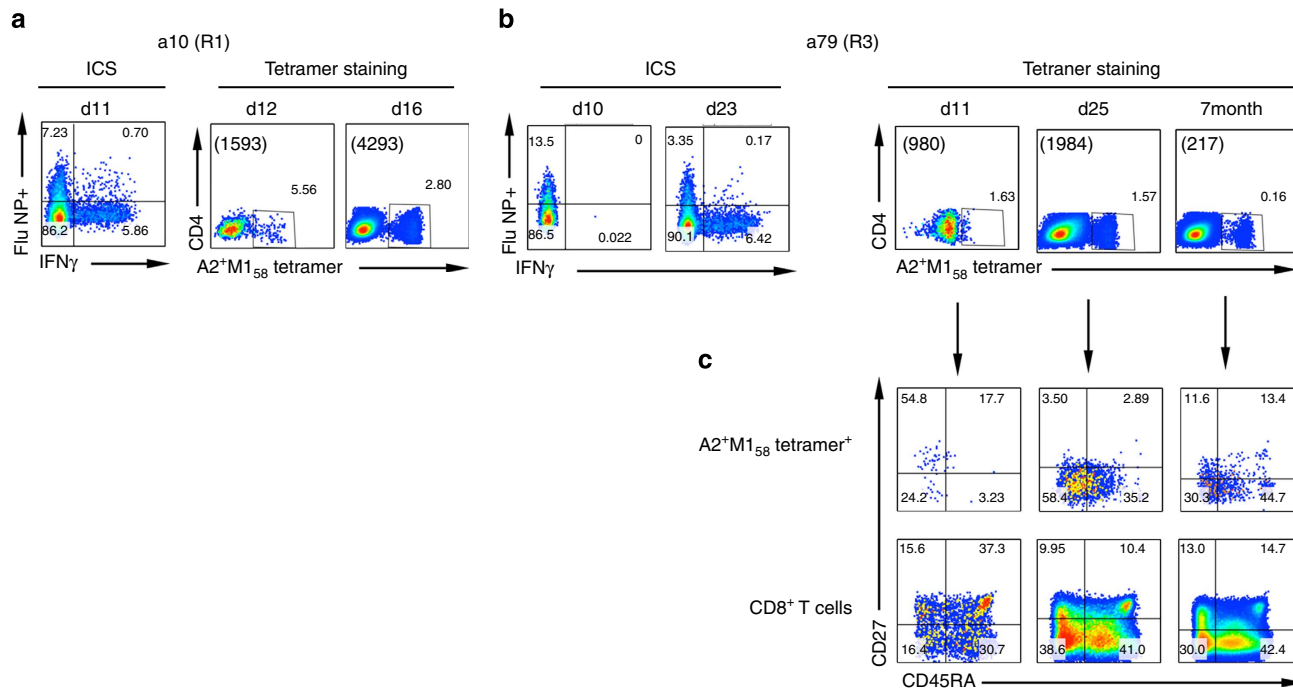 a
b
a10 (R1)
a79 (R3)
ICS
Tetramer staining
ICS
Tetaner staining
d11
d12
d16
d10
d23
d11
d25
7month
7.23
0.70
86.2
5.86
Flu NP+
IFNγ
(1593)
5.56
(4293)
2.80
CD4
A2⁺M1₅₈ tetramer
13.5
0
86.5
0.022
3.35
0.17
90.1
6.42
Flu NP+
IFNγ
(980)
1.63
(1984)
1.57
(217)
0.16
CD4
A2⁺M1₅₈ tetramer
c
A2⁺M1₅₈ tetramer⁺
54.8
17.7
24.2
3.23
3.50
2.89
58.4
35.2
11.6
13.4
30.3
44.7
CD8⁺ T cells
15.6
37.3
16.4
30.7
9.95
10.4
38.6
41.0
13.0
14.7
30.0
42.4
CD27
CD45RA